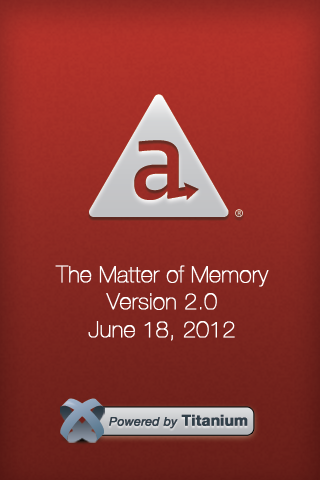 a
®
The Matter of Memory
Version 2.0
June 18, 2012
Powered by Titanium